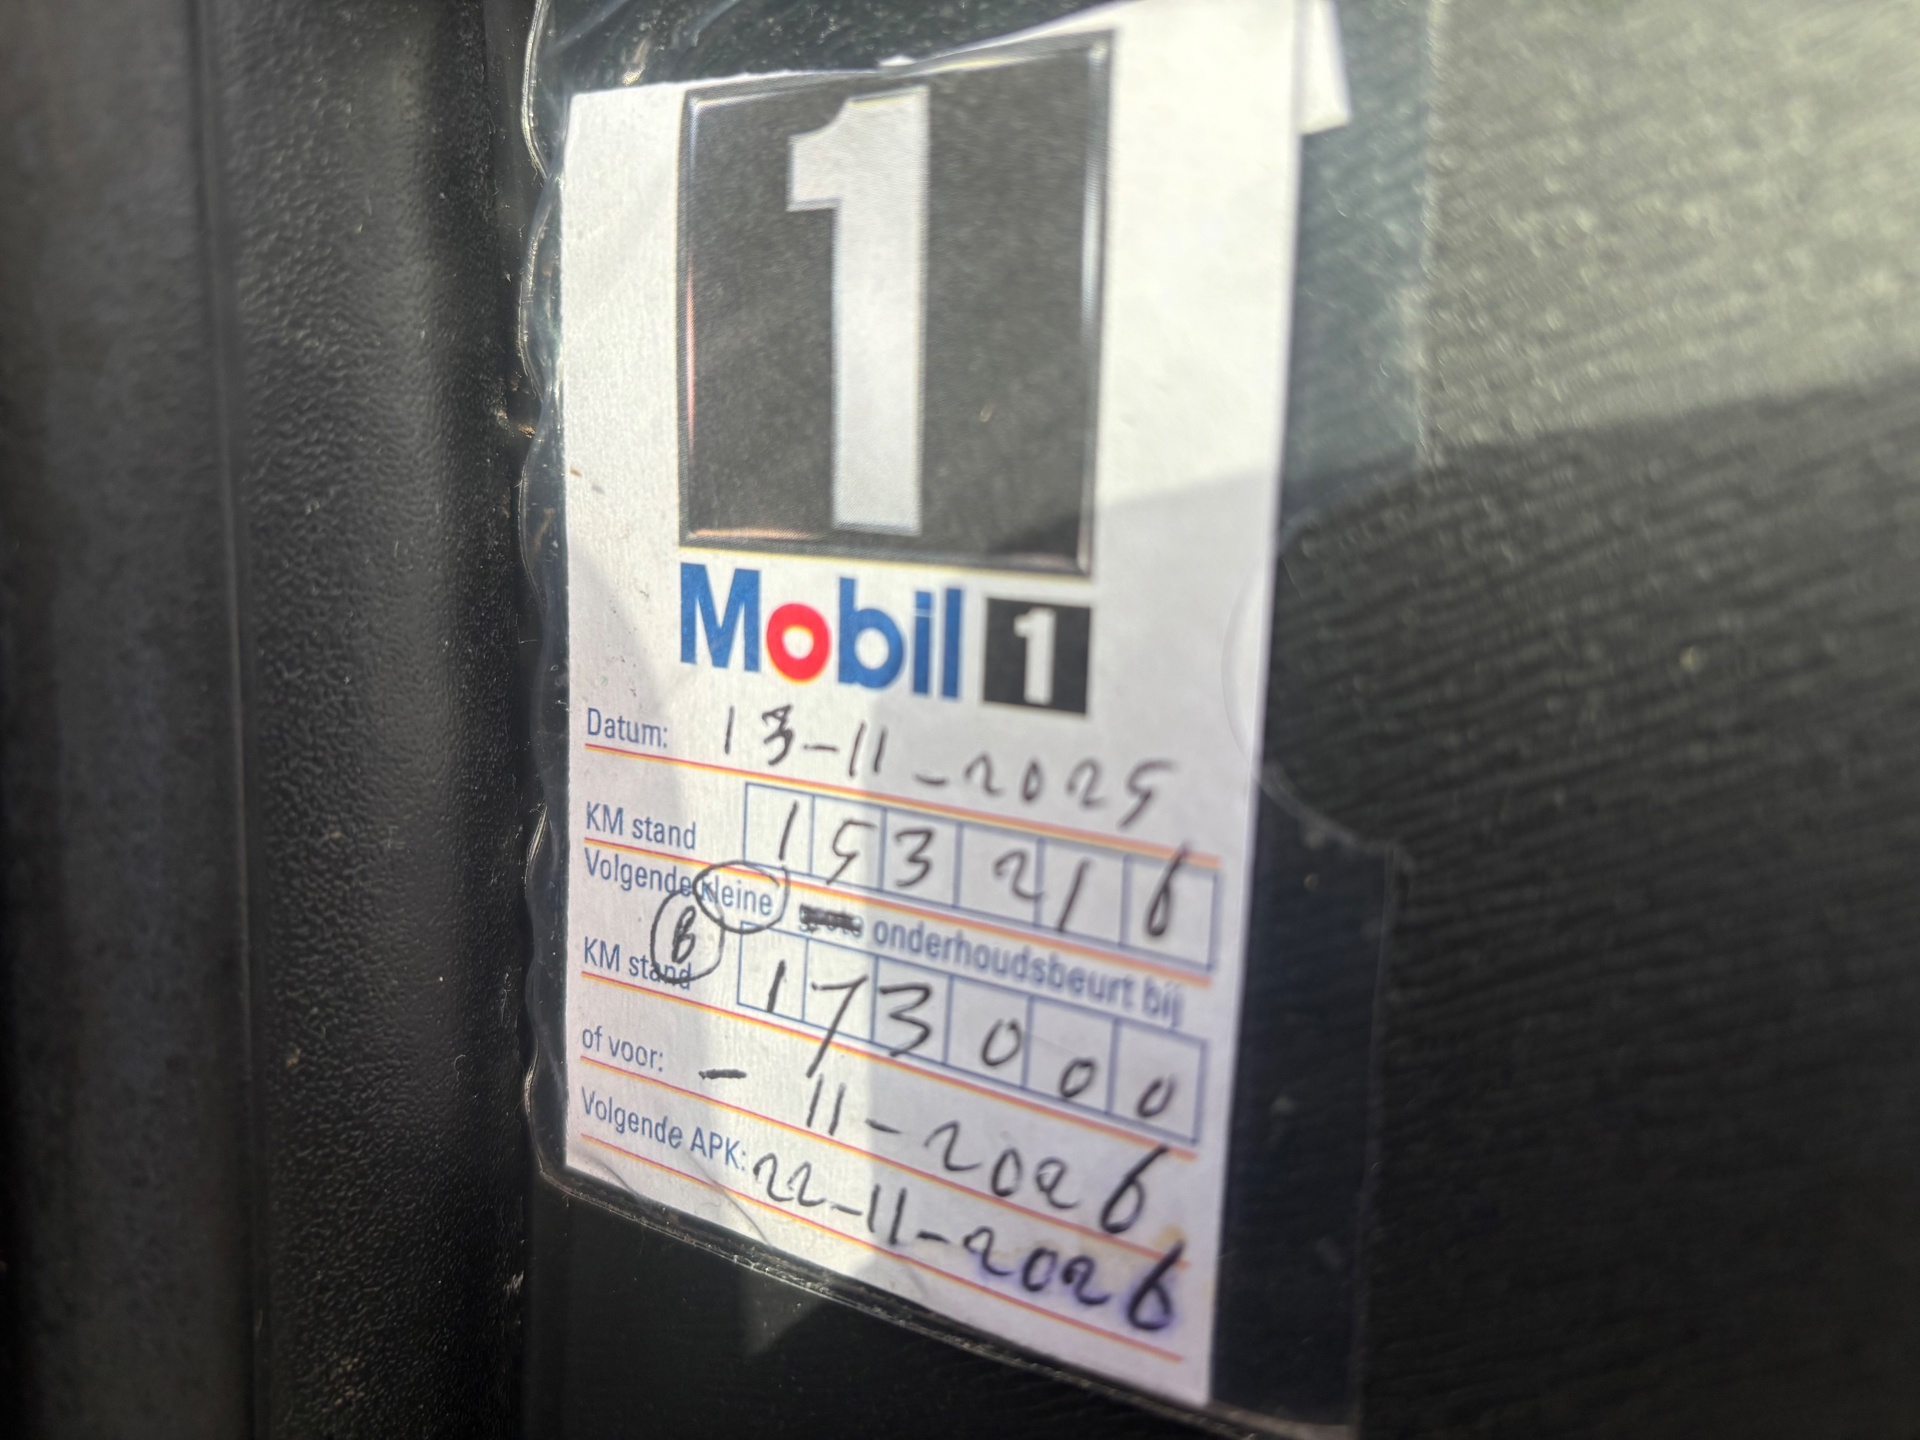 1
Mobil 1
Datum: 13-11-2025
KM stand 153216
Volgende kleine onderhoudsbeurt bij
B
KM stand 173000
of voor: - 11-2026
Volgende APK: 22-11-2026